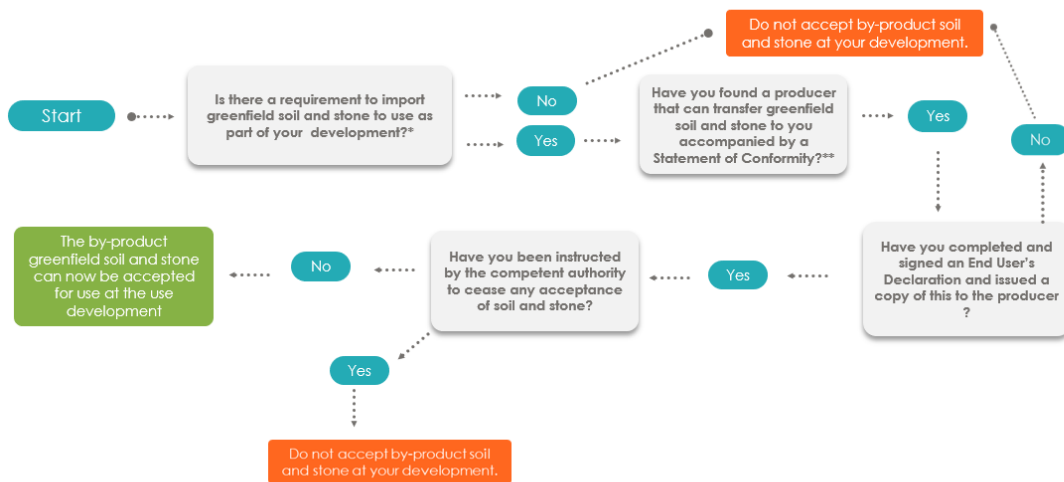 Do not accept by-product soil
and stone at your development.
Start
Is there a requirement to import
greenfield soil and stone to use as
part of your development?*
No
Yes
Have you found a producer
that can transfer greenfield
soil and stone to you
accompanied by a
Statement of Conformity?**
Yes
No
The by-product
greenfield soil and stone
can now be accepted
for use at the use
development
No
Have you been instructed
by the competent authority
to cease any acceptance
of soil and stone?
Yes
Have you completed and
signed an End User's
Declaration and issued a
copy of this to the producer
?
Yes
Do not accept by-product soil
and stone at your development.